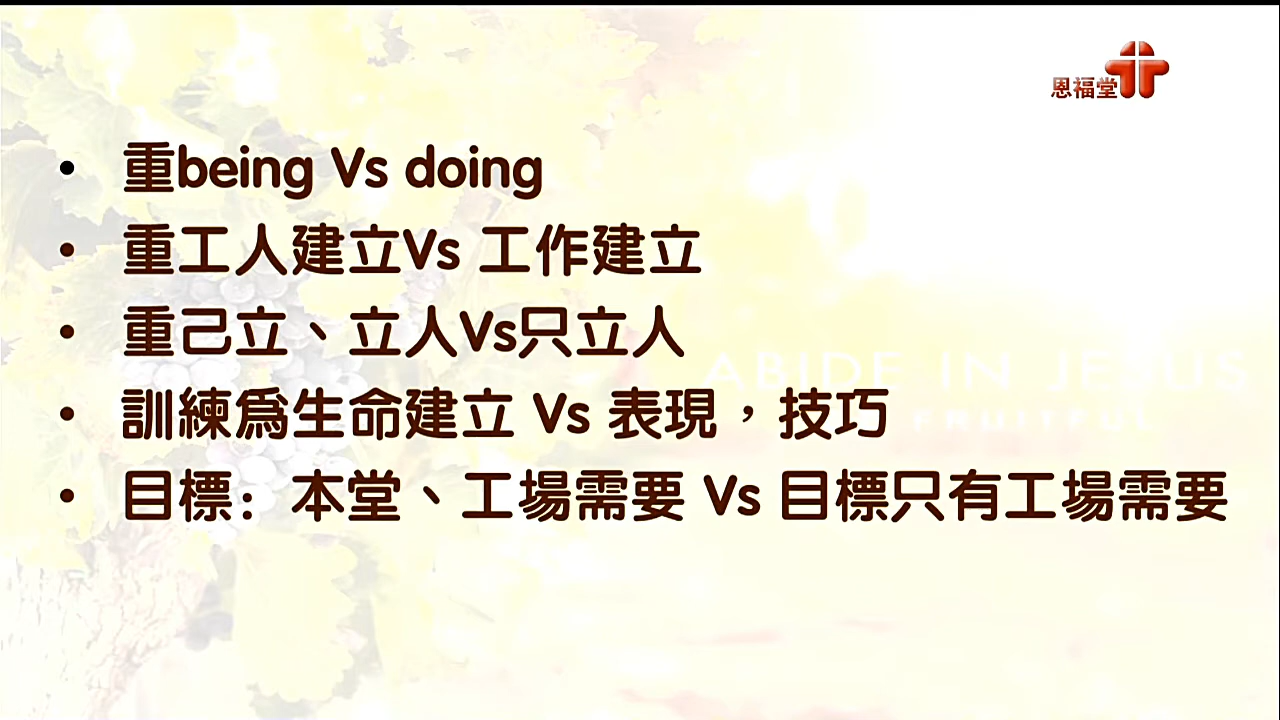 恩福堂
• 重being Vs doing
• 重工人建立Vs 工作建立
• 重己立、立人Vs只立人
ABIDE IN JESUS
• 訓練為生命建立 Vs 表現，技巧
FRUITFUL
• 目標：本堂、工場需要 Vs 目標只有工場需要